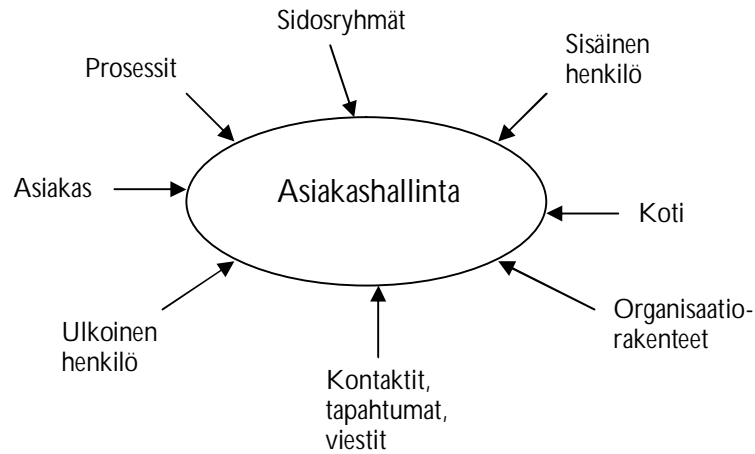 Sidosryhmät
Sisäinen
henkilö
Prosessit
Asiakas
Asiakashallinta
Koti
Ulkoinen
henkilö
Organisaatio-
rakenteet
Kontaktit,
tapahtumat,
viestit